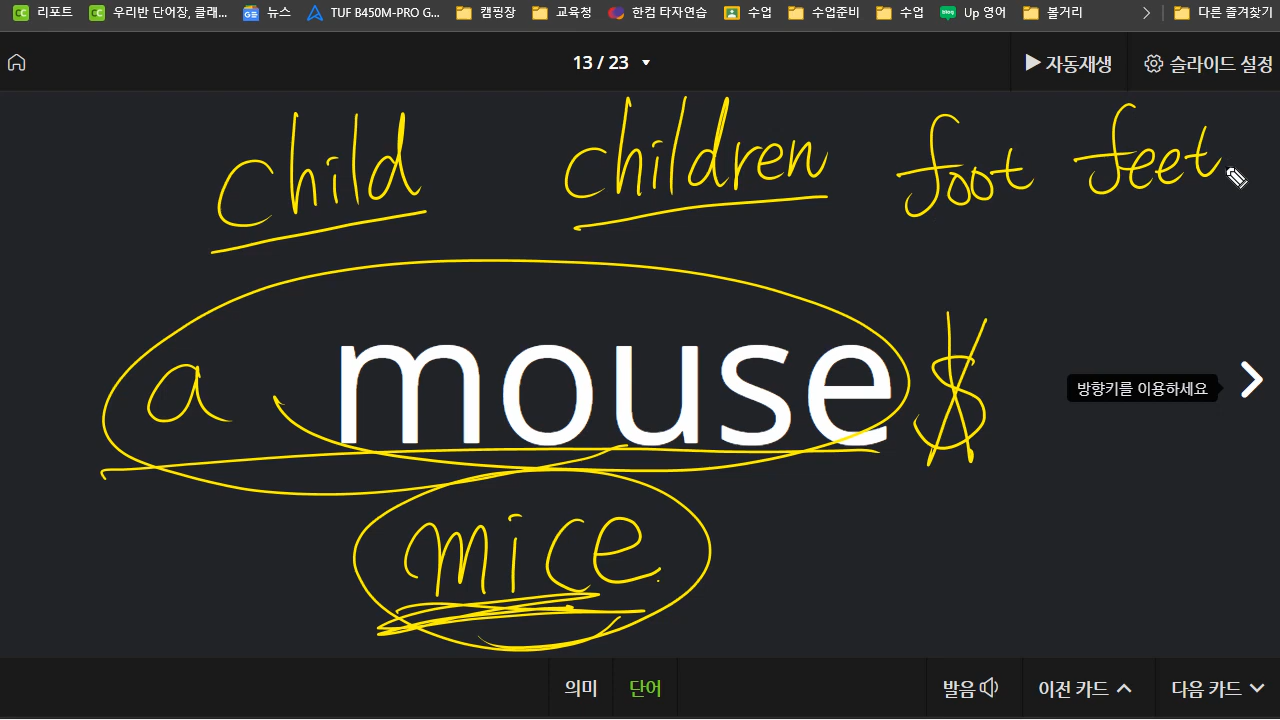 리포트 우리반 단어장, 클래... 뉴스 TUF B450M-PRO G... 캠핑장 교육청 한컴 타자연습 수업 수업준비 수업 Up 영어 볼거리 다른 즐겨찾기
13 / 23 자동재생 슬라이드 설정
child children foot feet
a mouse s
방향키를 이용하세요
mice
의미 단어 발음 이전 카드 다음 카드